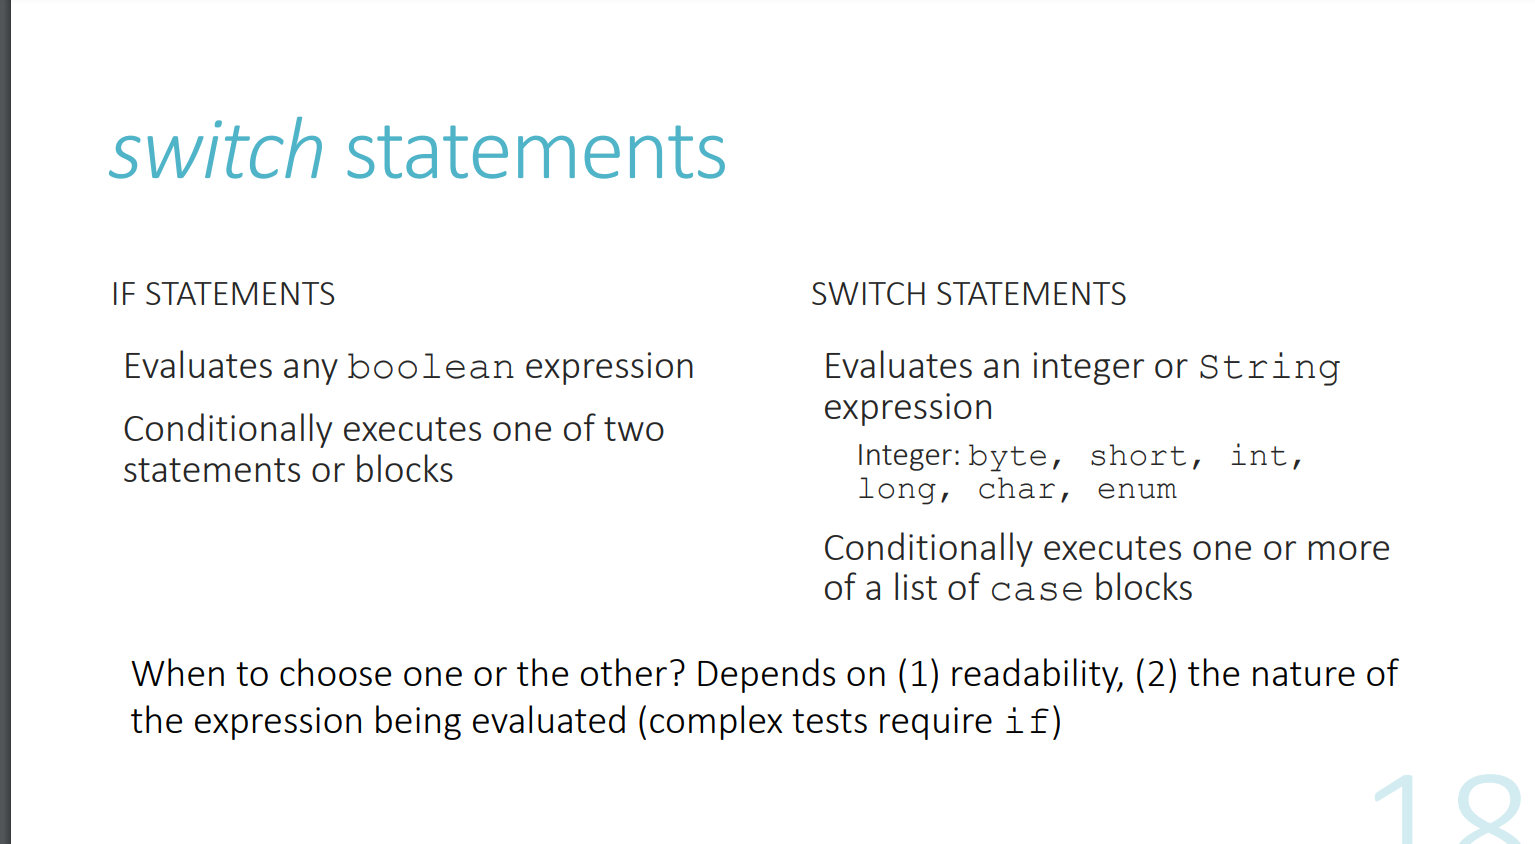 switch statements
IF STATEMENTS
Evaluates any boolean expression
Conditionally executes one of two
statements or blocks
SWITCH STATEMENTS
Evaluates an integer or String
expression
Integer: byte, short, int,
long, char, enum
Conditionally executes one or more
of a list of case blocks
When to choose one or the other? Depends on (1) readability, (2) the nature of
the expression being evaluated (complex tests require if)
18